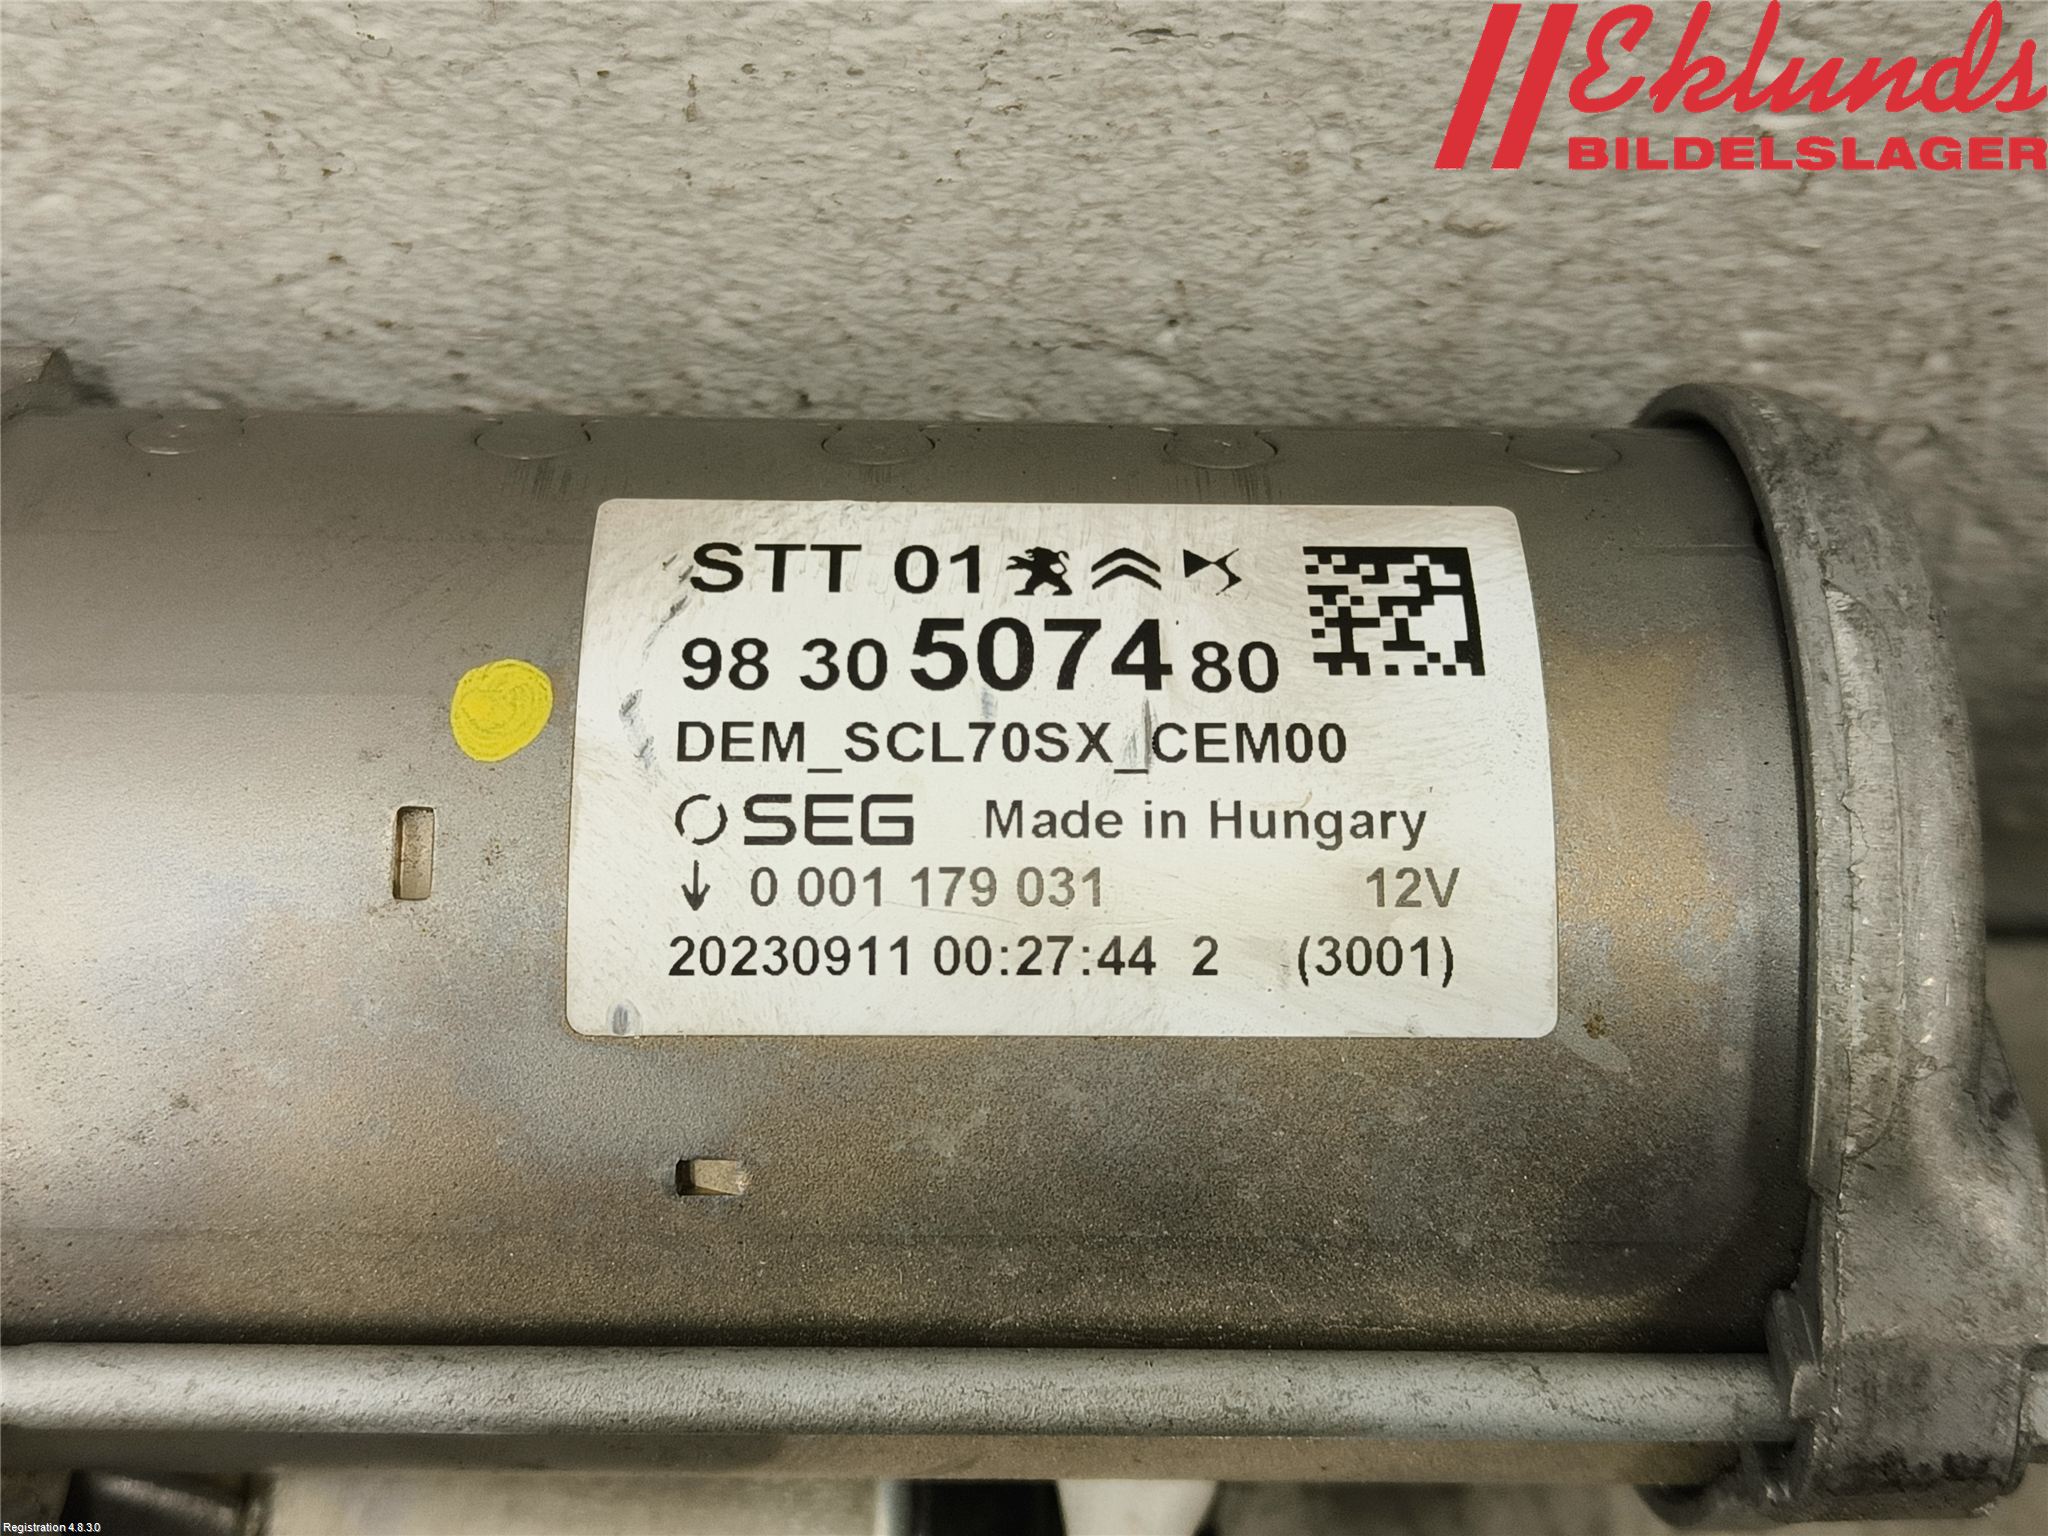 Eklunds
BILDELSLAGER
STT 01
98 30 5074 80
DEM_SCL70SX_CEM00
SEG Made in Hungary
0 001 179 031 12V
20230911 00:27:44 2 (3001)
Registration 4.8.3.0